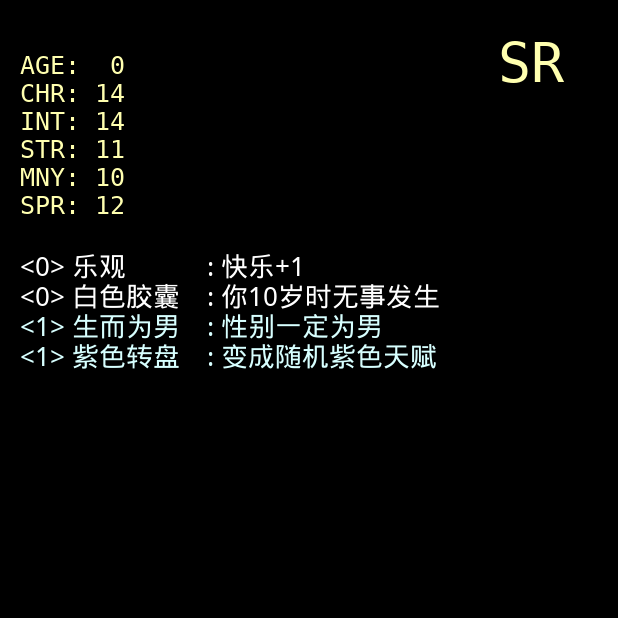 SR
AGE: 0
CHR: 14
INT: 14
STR: 11
MNY: 10
SPR: 12
<0> 乐观 : 快乐+1
<0> 白色胶囊 : 你10岁时无事发生
<1> 生而为男 : 性别一定为男
<1> 紫色转盘 : 变成随机紫色天赋